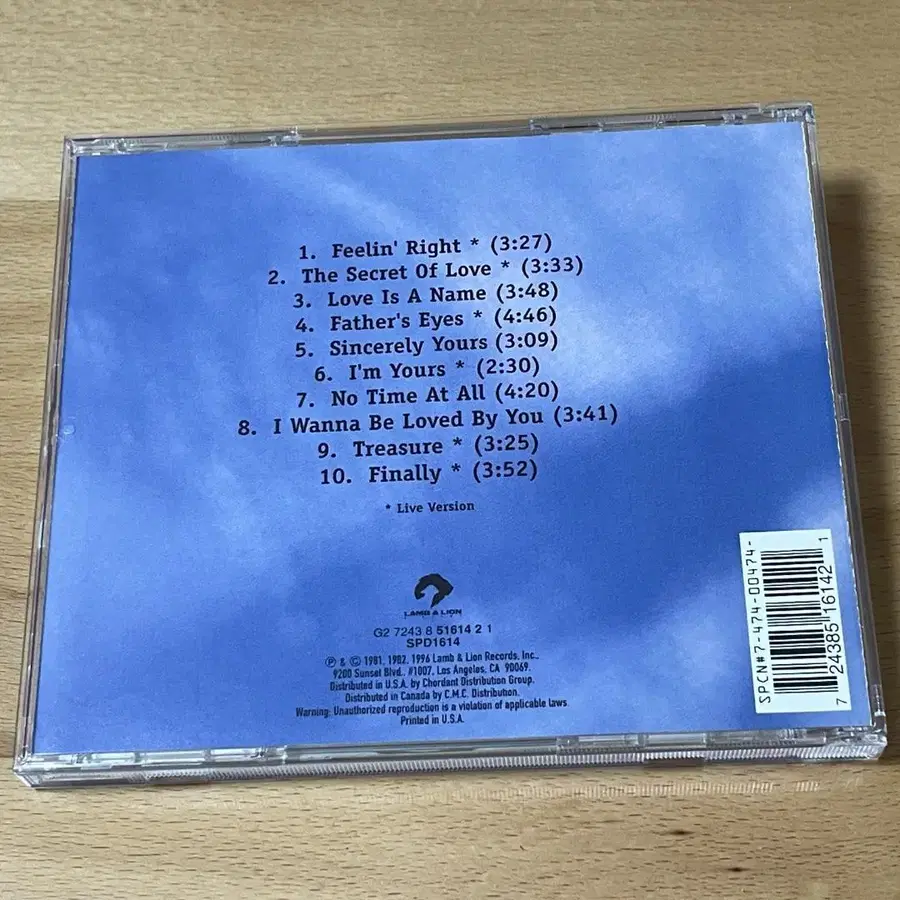 1. Feelin' Right * (3:27)
2. The Secret Of Love * (3:33)
3. Love Is A Name (3:48)
4. Father's Eyes * (4:46)
5. Sincerely Yours (3:09)
6. I'm Yours * (2:30)
7. No Time At All (4:20)
8. I Wanna Be Loved By You (3:41)
9. Treasure * (3:25)
10. Finally * (3:52)
* Live Version
LAMB & LION
G2 7243 8 51614 2 1
SPD1614
℗ & © 1981, 1982, 1996 Lamb & Lion Records, Inc.,
9200 Sunset Blvd., #1007, Los Angeles, CA 90069.
Distributed in U.S.A. by Chordant Distribution Group.
Distributed in Canada by C.M.C. Distribution.
Warning: Unauthorized reproduction is a violation of applicable laws.
Printed in U.S.A.
SPCN#7-474-00474-
7 24385 16142 1